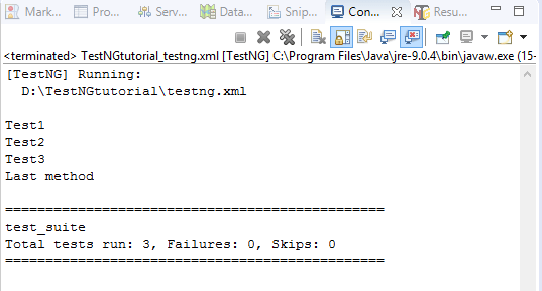 Mark... Pro... Serv... Data... Snip... Con... Resu...
<terminated> TestNGtutorial_testng.xml [TestNG] C:\Program Files\Java\jre-9.0.4\bin\javaw.exe (15-
[TestNG] Running:
D:\TestNGtutorial\testng.xml
Test1
Test2
Test3
Last method
===============================================
test_suite
Total tests run: 3, Failures: 0, Skips: 0
===============================================